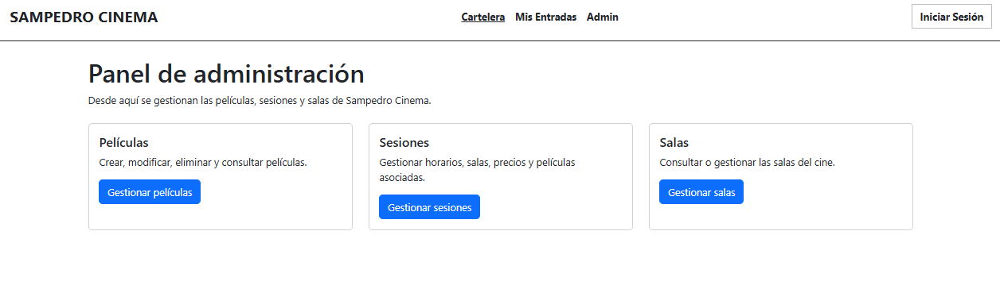 SAMPEDRO CINEMA
Cartelera Mis Entradas Admin
Iniciar Sesión
Panel de administración
Desde aquí se gestionan las películas, sesiones y salas de Sampedro Cinema.
Películas
Crear, modificar, eliminar y consultar películas.
Gestionar películas
Sesiones
Gestionar horarios, salas, precios y películas
asociadas.
Gestionar sesiones
Salas
Consultar o gestionar las salas del cine.
Gestionar salas